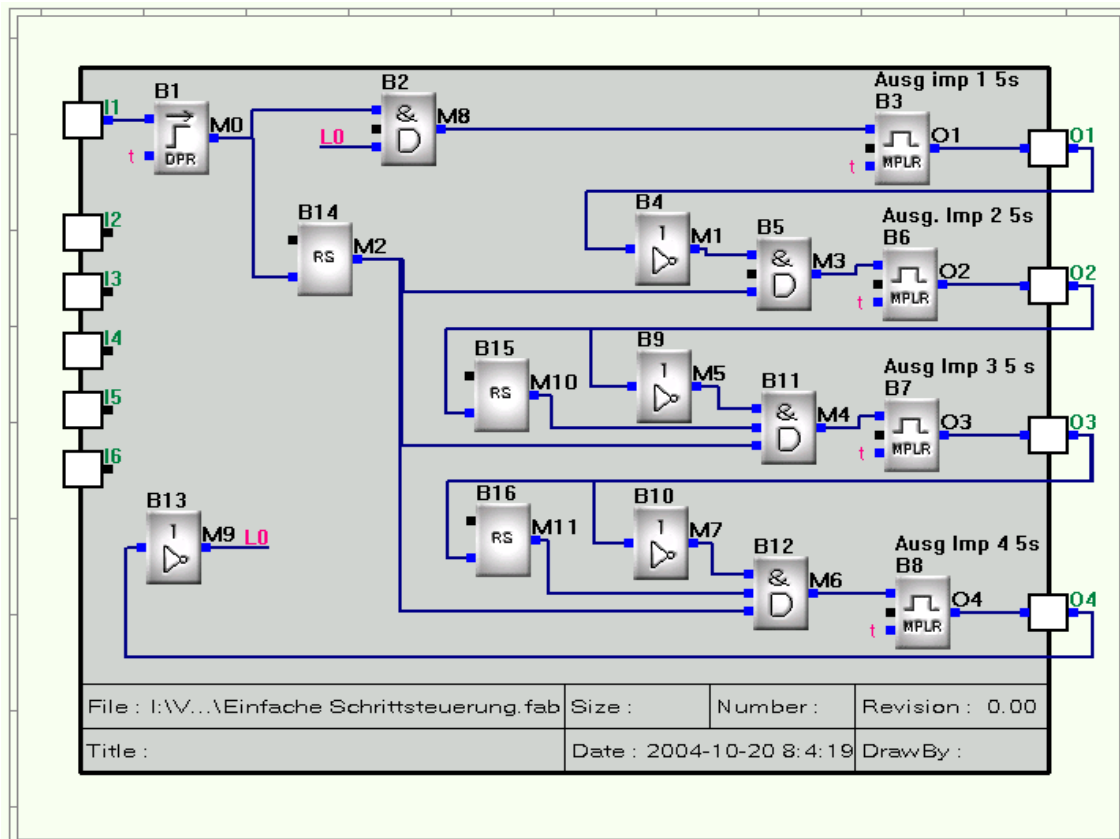 Ausg imp 1 5s
B1
B2
B3
I1
M0
&
D
M8
L0
DPR
t
MPLR
t
O1
O1
I2
B14
RS
M2
B4
1
M1
B5
&
D
M3
Ausg. Imp 2 5s
B6
MPLR
t
O2
O2
I3
I4
B15
RS
M10
B9
1
M5
B11
&
D
M4
Ausg Imp 3 5 s
B7
MPLR
t
O3
O3
I5
I6
B13
1
M9
L0
B16
RS
M11
B10
1
M7
B12
&
D
M6
Ausg Imp 4 5s
B8
MPLR
t
O4
O4
File : I:\V...\Einfache Schrittsteuerung.fab
Size :
Number :
Revision : 0.00
Title :
Date : 2004-10-20 8:4:19
DrawBy :